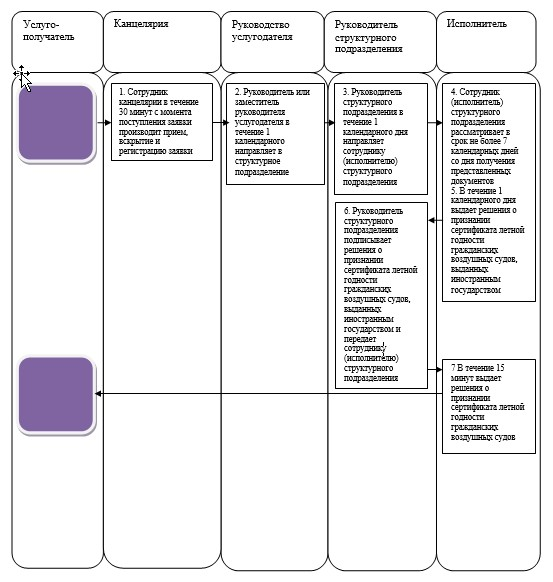 Услуго-
получатель
Канцелярия
Руководство
услугодателя
Руководитель
структурного
подразделения
Исполнитель
1. Сотрудник
канцелярии в течение
30 минут с момента
поступления заявки
производит прием,
вскрытие и
регистрацию заявки
2. Руководитель или
заместитель
руководителя
услугодателя в
течение 1
календарного
направляет в
структурное
подразделение
3. Руководитель
структурного
подразделения в
течение 1
календарного дня
направляет
сотруднику
(исполнителю)
структурного
подразделения
4. Сотрудник
(исполнитель)
структурного
подразделения
рассматривает в
срок не более 7
календарных дней
со дня получения
представленных
документов
5. В течение 1
календарного дня
выдает решения о
признании
сертификата летной
годности
гражданских
воздушных судов,
выданных
иностранным
государством
6. Руководитель
структурного
подразделения
подписывает
решения о
признании
сертификата летной
годности
гражданских
воздушных судов,
выданных
иностранным
государством и
передает
сотруднику
(исполнителю)
структурного
подразделения
7 В течение 15
минут выдает
решения о
признании
сертификата летной
годности
гражданских
воздушных судов